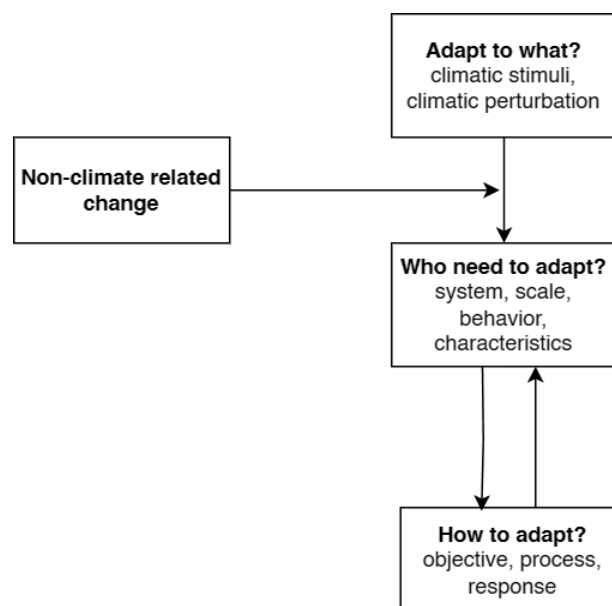 Adapt to what?
climatic stimuli,
climatic perturbation
Non-climate related
change
Who need to adapt?
system, scale,
behavior,
characteristics
How to adapt?
objective, process,
response